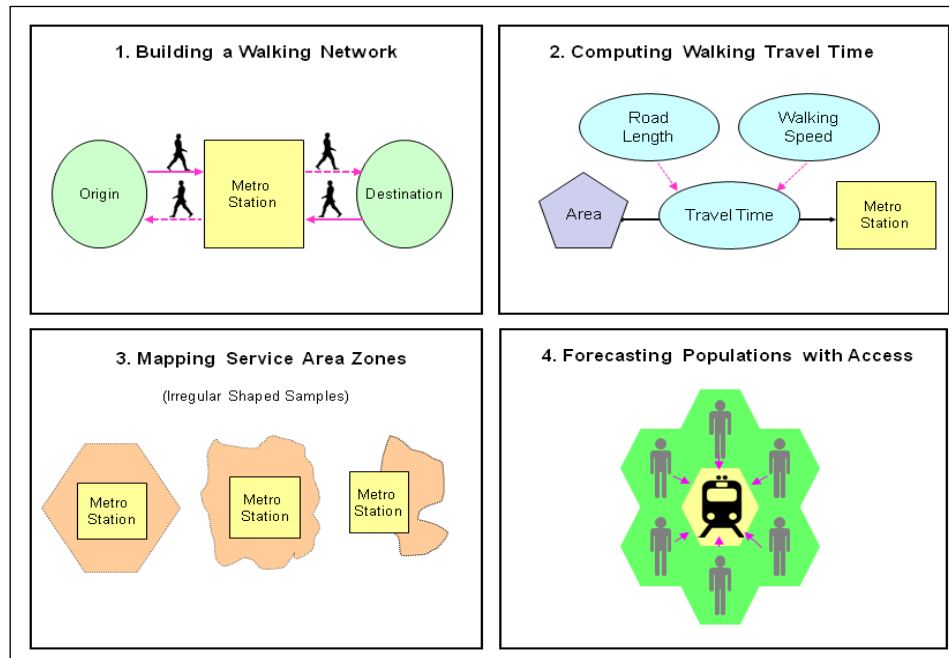 1. Building a Walking Network
Origin
Metro
Station
Destination
2. Computing Walking Travel Time
Road
Length
Walking
Speed
Area
Travel Time
Metro
Station
3. Mapping Service Area Zones
(Irregular Shaped Samples)
Metro
Station
Metro
Station
Metro
Station
4. Forecasting Populations with Access